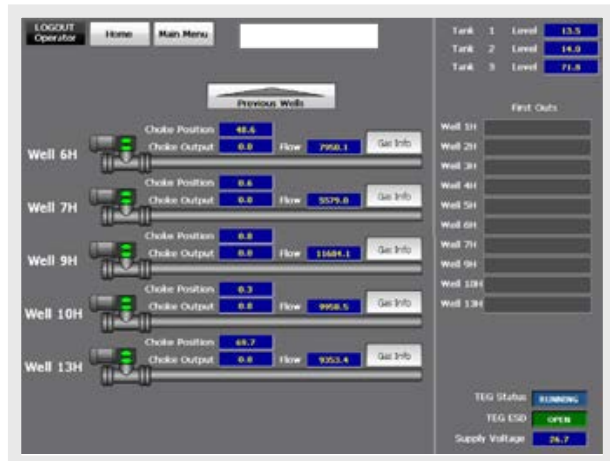 LOGOUT
Operator
Home
Main Menu
Previous Wells
Well 6H
Choke Position 48.6
Choke Output 0.0 Flow 7950.1 Gas Info
Well 7H
Choke Position 0.6
Choke Output 0.0 Flow 5579.0 Gas Info
Well 9H
Choke Position 0.0
Choke Output 0.0 Flow 11604.1 Gas Info
Well 10H
Choke Position 0.3
Choke Output 0.0 Flow 9950.5 Gas Info
Well 13H
Choke Position 69.7
Choke Output 0.0 Flow 9353.4 Gas Info
Tank 1 Level 13.5
Tank 2 Level 14.0
Tank 3 Level 71.8
First Outs
Well 1H
Well 2H
Well 3H
Well 4H
Well 5H
Well 6H
Well 7H
Well 9H
Well 10H
Well 13H
TEG Status RUNNING
TEG ESD OPEN
Supply Voltage 26.7